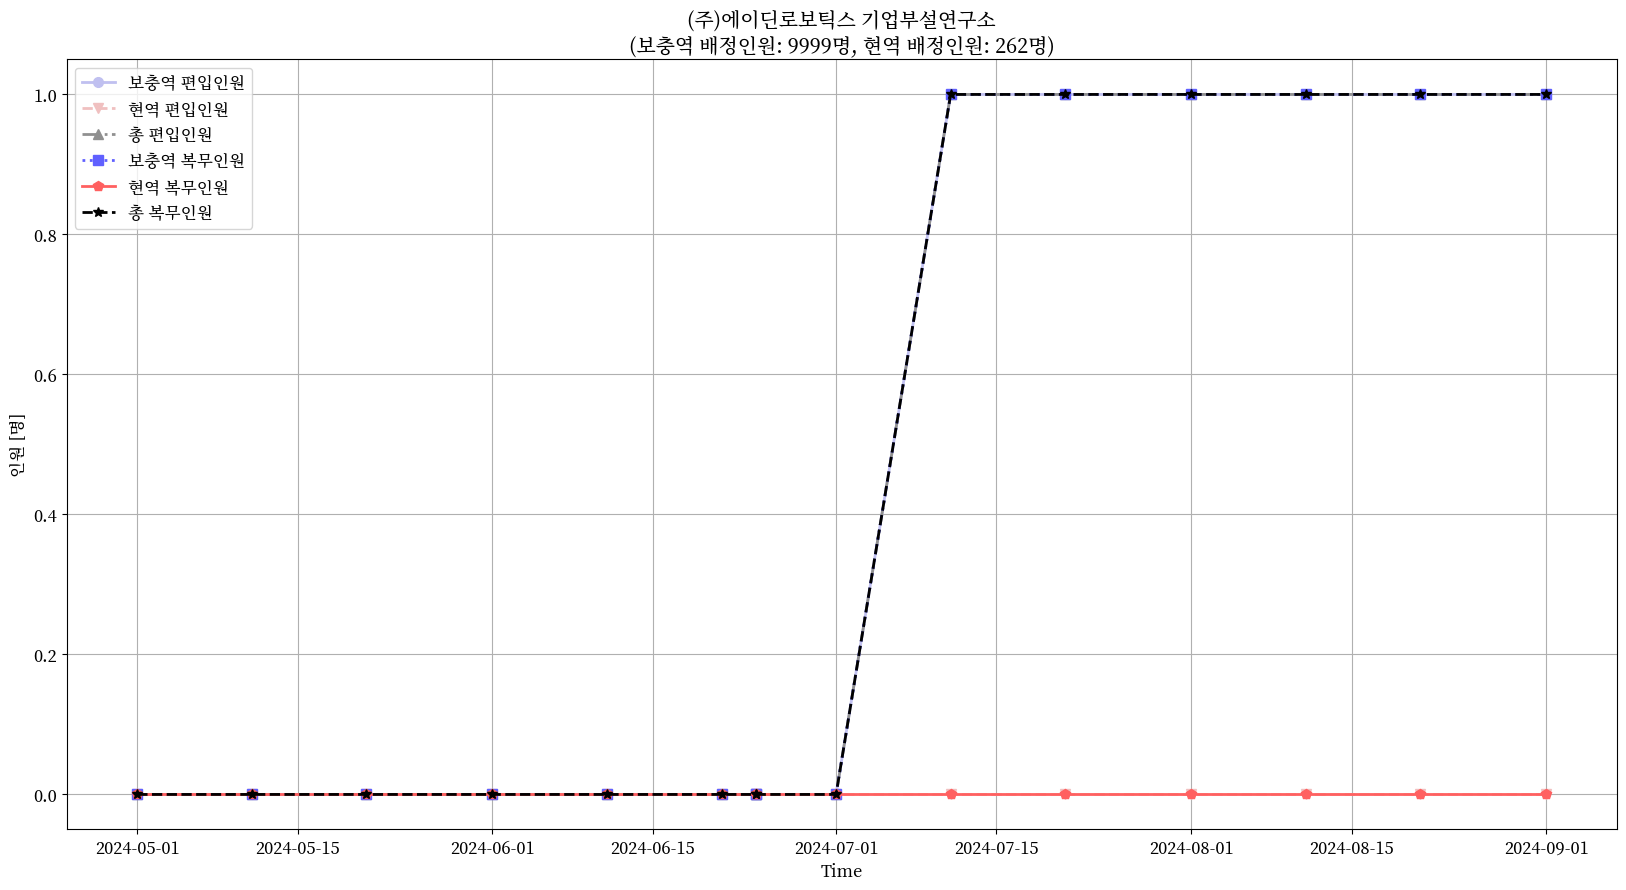 (주)에이딘로보틱스 기업부설연구소
(보충역 배정인원: 9999명, 현역 배정인원: 262명)
보충역 편입인원
현역 편입인원
총 편입인원
보충역 복무인원
현역 복무인원
총 복무인원
인원 [명]
1.0
0.8
0.6
0.4
0.2
0.0
2024-05-01
2024-05-15
2024-06-01
2024-06-15
2024-07-01
2024-07-15
2024-08-01
2024-08-15
2024-09-01
Time